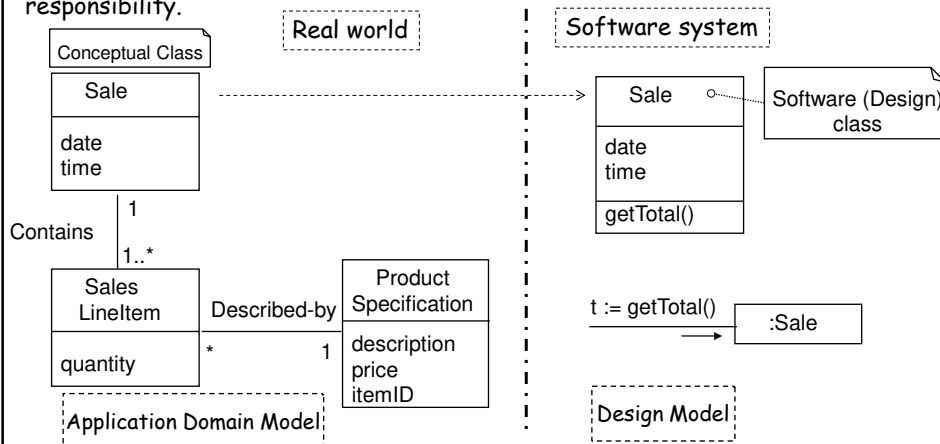 responsibility.
Real world
Software system
Conceptual Class
Sale
date
time
1
Contains
1..*
Sales
LineItem
quantity
Described-by
*
1
Product
Specification
description
price
itemID
Application Domain Model
Sale
date
time
getTotal()
Software (Design)
class
t := getTotal()
:Sale
Design Model